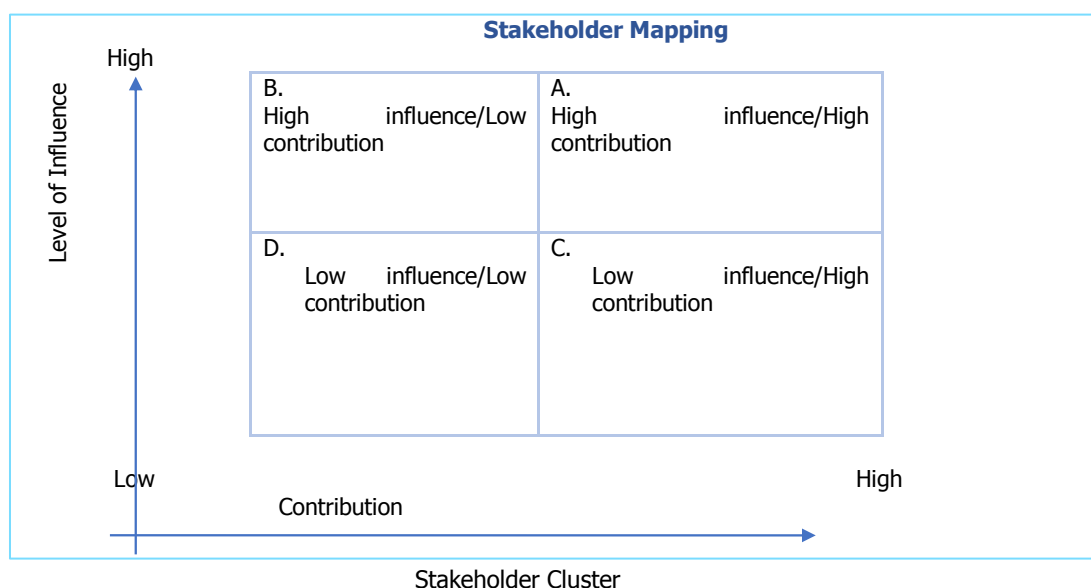 Stakeholder Mapping
High
Level of Influence
B.
High influence/Low
contribution
A.
High influence/High
contribution
D.
Low influence/Low
contribution
C.
Low influence/High
contribution
Low
High
Contribution
Stakeholder Cluster